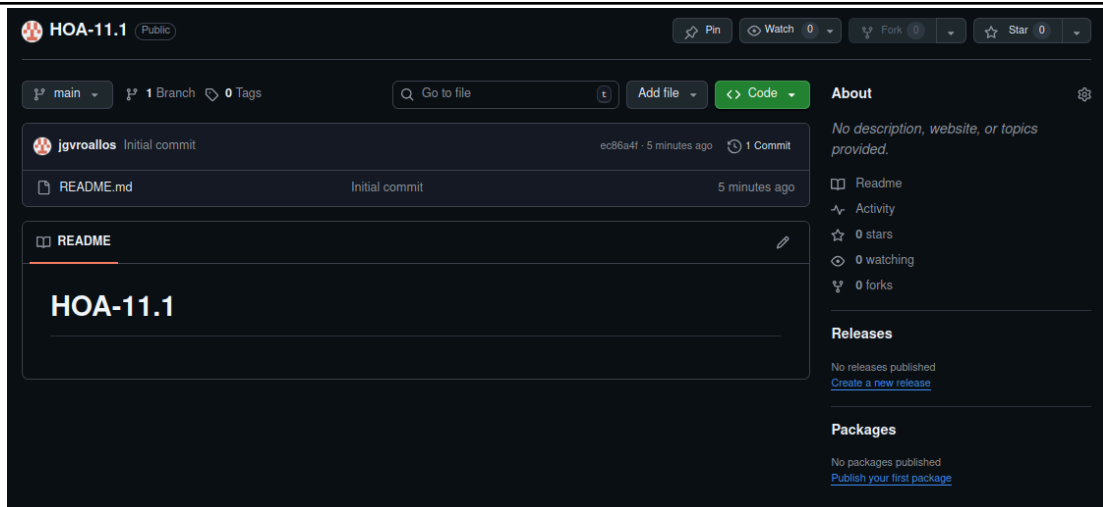 HOA-11.1 Public
Pin Watch 0 Fork 0 Star 0
main 1 Branch 0 Tags Go to file t Add file Code
jgvroallos Initial commit ec86a4f · 5 minutes ago 1 Commit
README.md Initial commit 5 minutes ago
README
HOA-11.1
About
No description, website, or topics
provided.
Readme
Activity
0 stars
0 watching
0 forks
Releases
No releases published
Create a new release
Packages
No packages published
Publish your first package